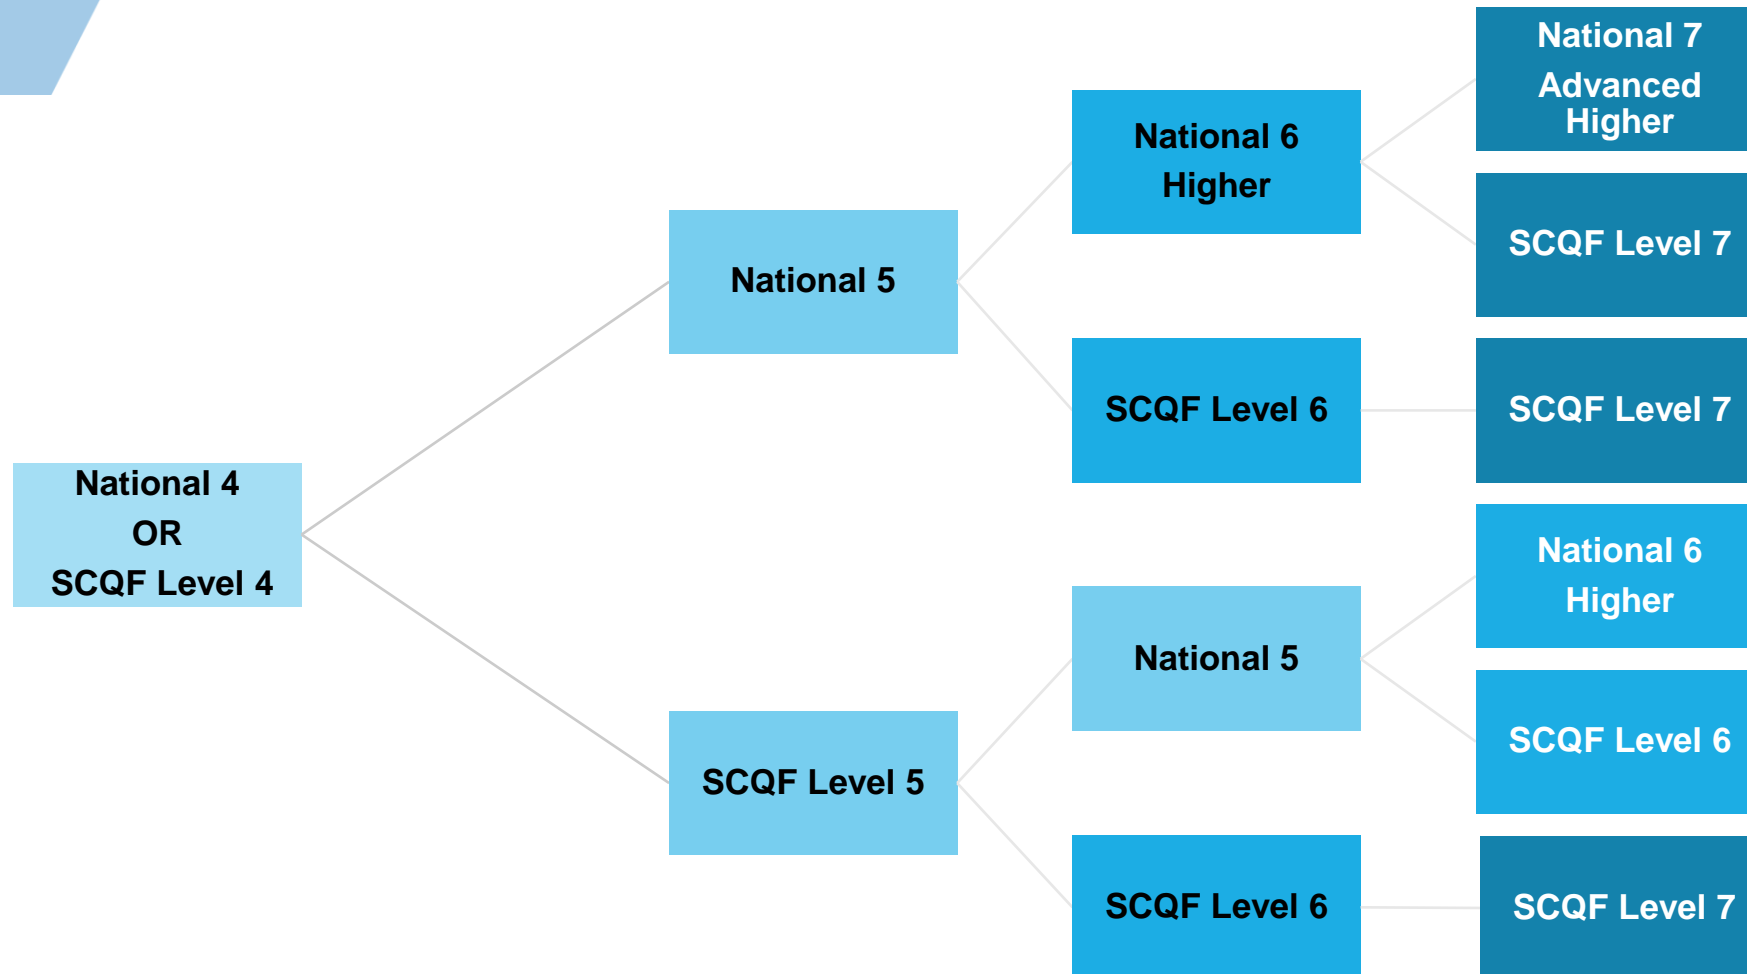 National 4
OR
SCQF Level 4
National 5
SCQF Level 5
National 6
Higher
SCQF Level 6
National 5
SCQF Level 6
National 7
Advanced
Higher
SCQF Level 7
SCQF Level 7
National 6
Higher
SCQF Level 6
SCQF Level 7